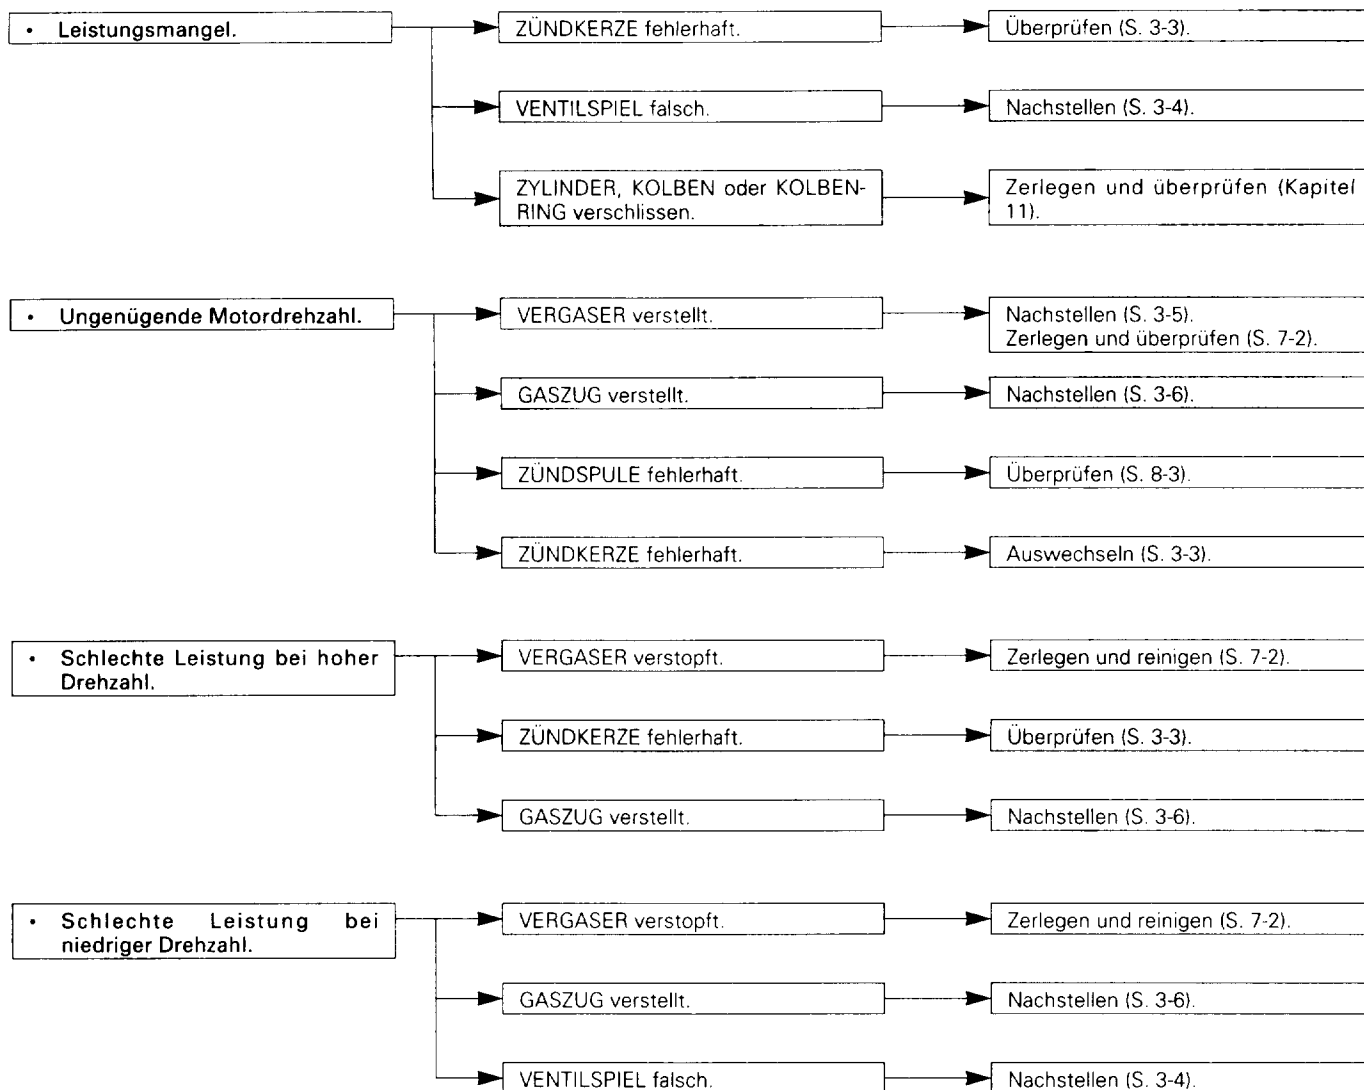 • Leistungsmangel.
ZÜNDKERZE fehlerhaft.
Überprüfen (S. 3-3).
VENTILSPIEL falsch.
Nachstellen (S. 3-4).
ZYLINDER, KOLBEN oder KOLBEN-
RING verschlissen.
Zerlegen und überprüfen (Kapitel
11).
• Ungenügende Motordrehzahl.
VERGASER verstellt.
Nachstellen (S. 3-5).
Zerlegen und überprüfen (S. 7-2).
GASZUG verstellt.
Nachstellen (S. 3-6).
ZÜNDSPULE fehlerhaft.
Überprüfen (S. 8-3).
ZÜNDKERZE fehlerhaft.
Auswechseln (S. 3-3).
• Schlechte Leistung bei hoher
Drehzahl.
VERGASER verstopft.
Zerlegen und reinigen (S. 7-2).
ZÜNDKERZE fehlerhaft.
Überprüfen (S. 3-3).
GASZUG verstellt.
Nachstellen (S. 3-6).
• Schlechte Leistung bei
niedriger Drehzahl.
VERGASER verstopft.
Zerlegen und reinigen (S. 7-2).
GASZUG verstellt.
Nachstellen (S. 3-6).
VENTILSPIEL falsch.
Nachstellen (S. 3-4).